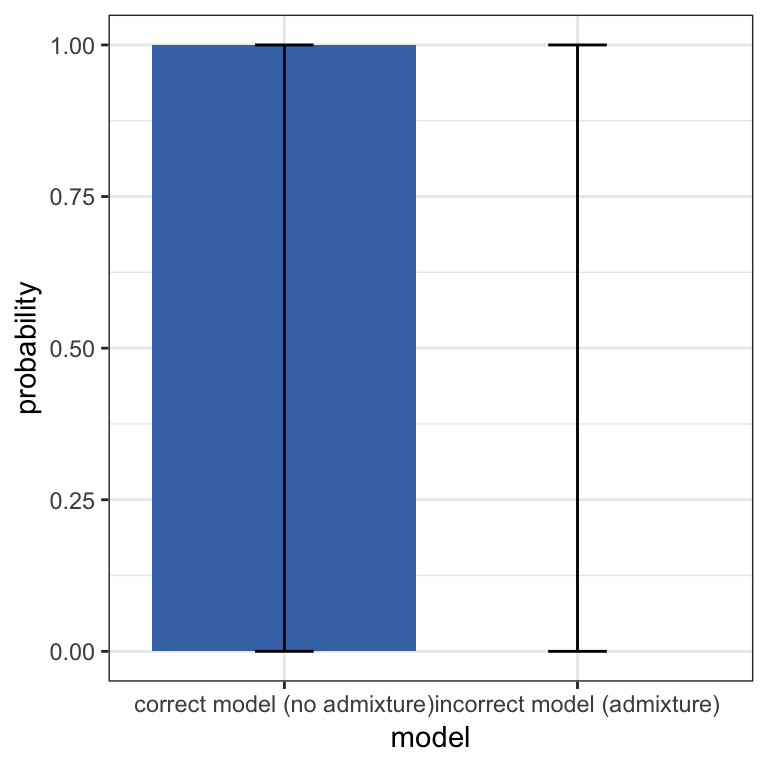 probability
1.00
0.75
0.50
0.25
0.00
correct model (no admixture)
incorrect model (admixture)
model